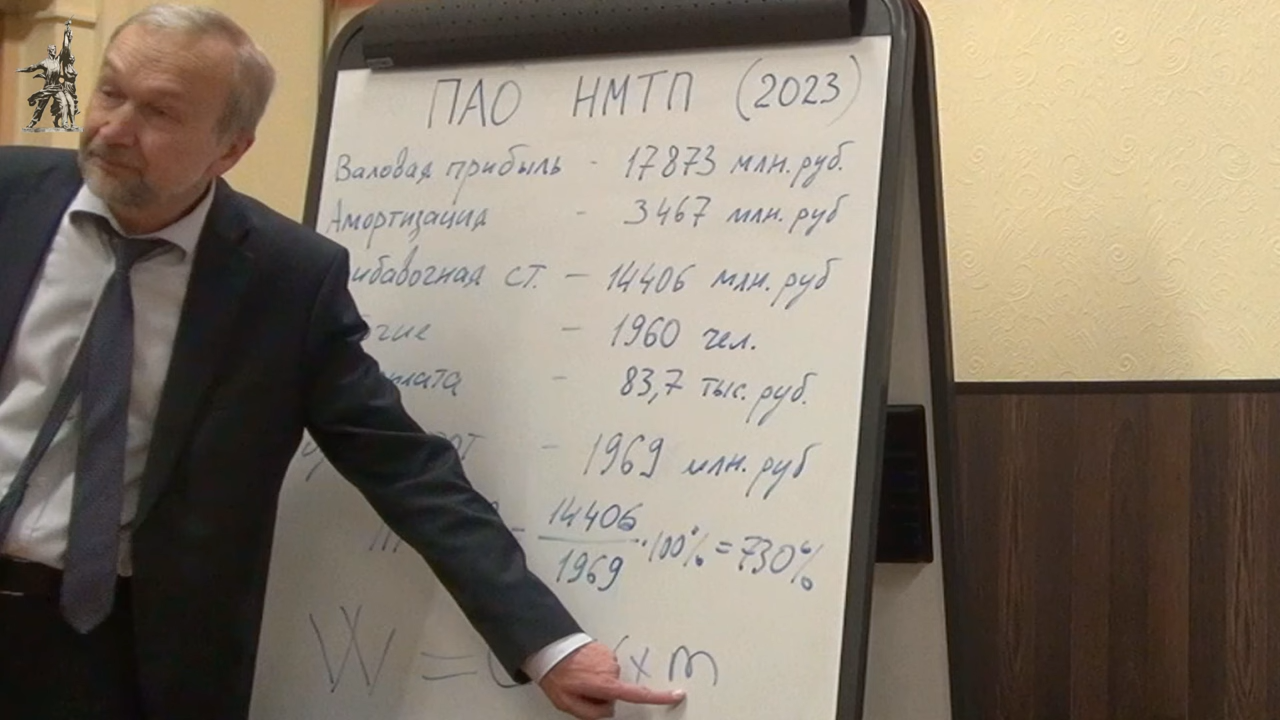 ПАО НМТП (2023)
Валовая прибыль - 17873 млн.руб.
Амортизация - 3467 млн.руб
ст. - 14406 млн.руб
- 1960 чел.
- 83,7 тыс.руб.
- 1969 млн.руб
- 14406/1969 · 100% = 730%
W = × m